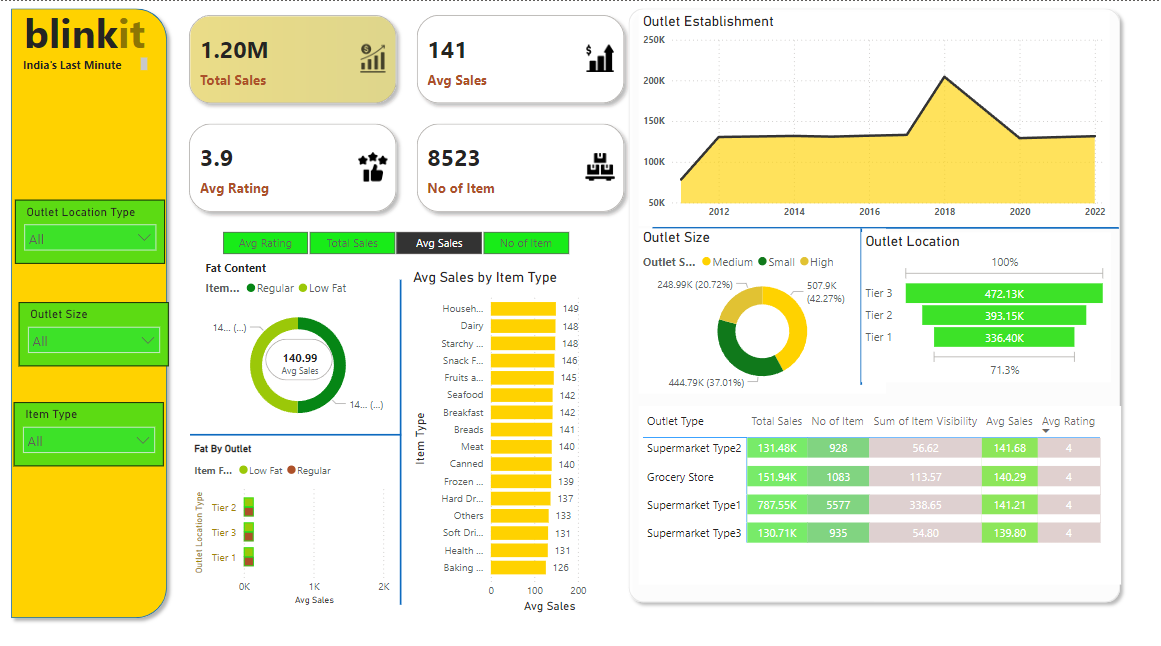 blinkit
India's Last Minute
Outlet Location Type
All
Outlet Size
All
Item Type
All
1.20M
Total Sales
$
141
Avg Sales
$
3.9
Avg Rating
8523
No of Item
Avg Rating
Total Sales
Avg Sales
No of Item
Fat Content
Item... Regular Low Fat
14... (...)
140.99
Avg Sales
14... (...)
Fat By Outlet
Item F... Low Fat Regular
Outlet Location Type
Tier 2
Tier 3
Tier 1
0K 1K 2K
Avg Sales
Avg Sales by Item Type
Item Type
Househ... 149
Dairy 148
Starchy ... 148
Snack F... 146
Fruits a... 145
Seafood 142
Breakfast 142
Breads 141
Meat 140
Canned 140
Frozen ... 139
Hard Dr... 137
Others 133
Soft Dri... 131
Health ... 131
Baking ... 126
0 100 200
Avg Sales
Outlet Establishment
250K
200K
150K
100K
50K
2012 2014 2016 2018 2020 2022
Outlet Size
Outlet S... Medium Small High
248.99K (20.72%)
507.9K
(42.27%)
444.79K (37.01%)
Outlet Location
100%
Tier 3 472.13K
Tier 2 393.15K
Tier 1 336.40K
71.3%
Outlet Type Total Sales No of Item Sum of Item Visibility Avg Sales Avg Rating
Supermarket Type2 131.48K 928 56.62 141.68 4
Grocery Store 151.94K 1083 113.57 140.29 4
Supermarket Type1 787.55K 5577 338.65 141.21 4
Supermarket Type3 130.71K 935 54.80 139.80 4